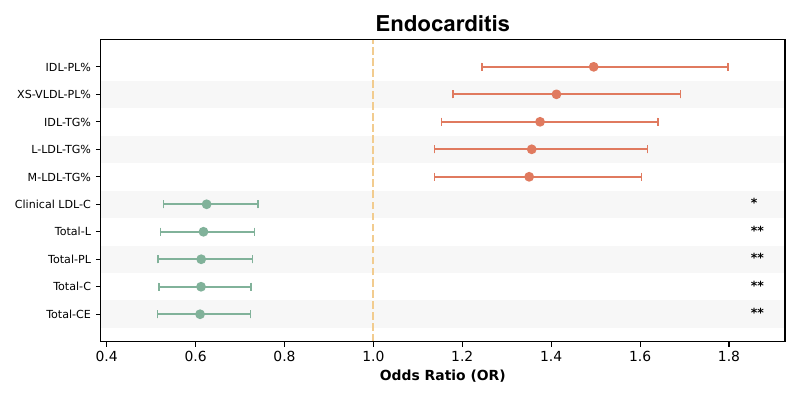 Endocarditis
IDL-PL%
XS-VLDL-PL%
IDL-TG%
L-LDL-TG%
M-LDL-TG%
Clinical LDL-C *
Total-L **
Total-PL **
Total-C **
Total-CE **
0.4 0.6 0.8 1.0 1.2 1.4 1.6 1.8
Odds Ratio (OR)